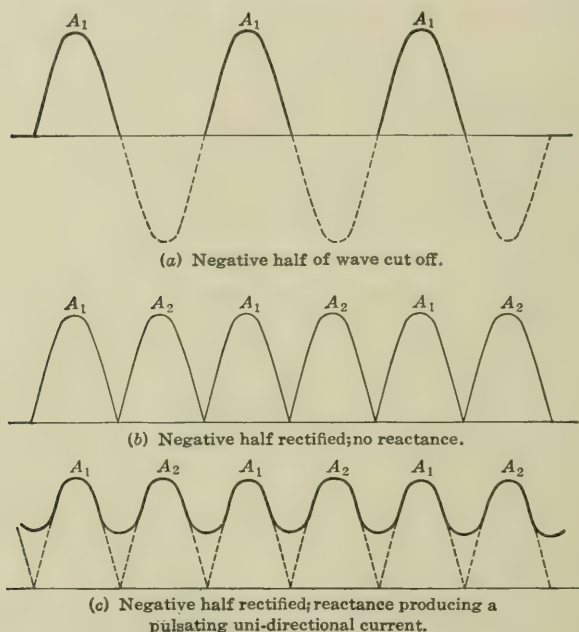 A1 A1 A1
(a) Negative half of wave cut off.
A1 A2 A1 A2 A1 A2
(b) Negative half rectified; no reactance.
A1 A2 A1 A2 A1 A2
(c) Negative half rectified; reactance producing a
pulsating uni-directional current.